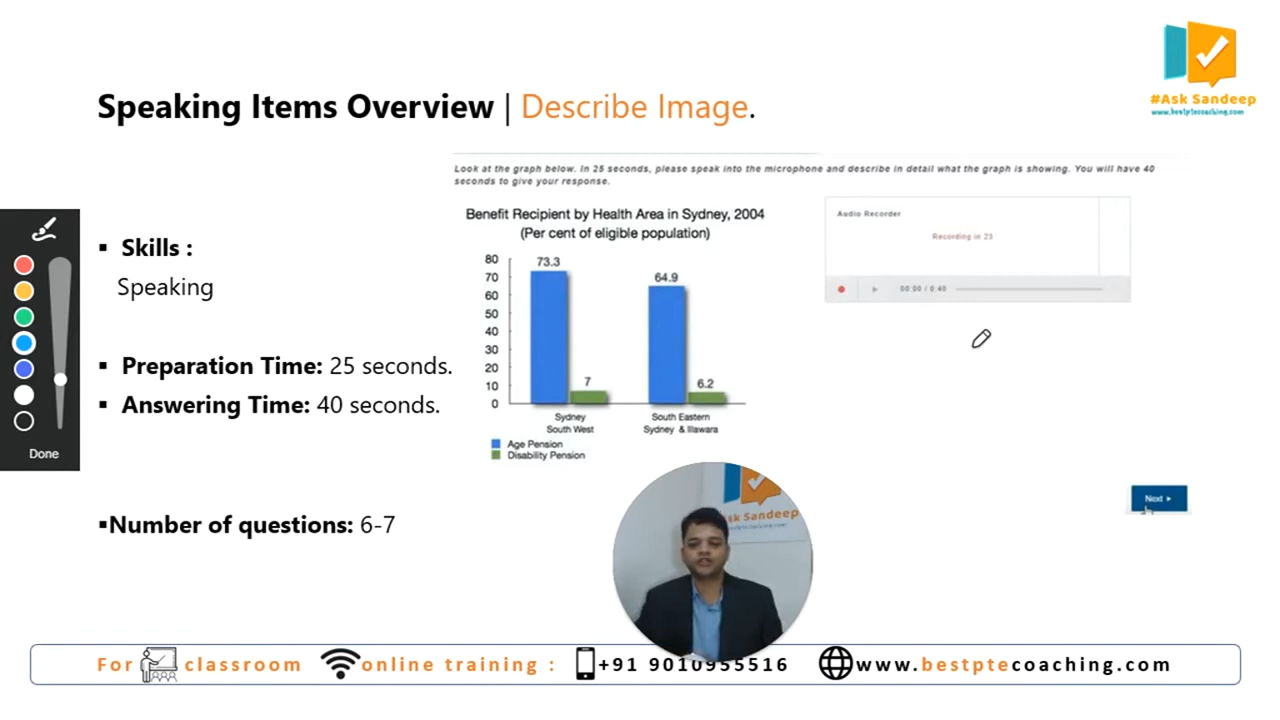 #Ask Sandeep
www.bestptecoaching.com
Speaking Items Overview | Describe Image.
Look at the graph below. In 25 seconds, please speak into the microphone and describe in detail what the graph is showing. You will have 40
seconds to give your response.
▪ Skills :
Speaking
▪ Preparation Time: 25 seconds.
▪ Answering Time: 40 seconds.
▪Number of questions: 6-7
Done
Benefit Recipient by Health Area in Sydney, 2004
(Per cent of eligible population)
80
70
60
50
40
30
20
10
0
73.3
7
64.9
6.2
Sydney
South West
South Eastern
Sydney & Illawara
Age Pension
Disability Pension
Audio Recorder
Recording in 23
00:00 / 0:40
Next
sk Sandeep
For classroom online training : +91 9010955516 www.bestptecoaching.com